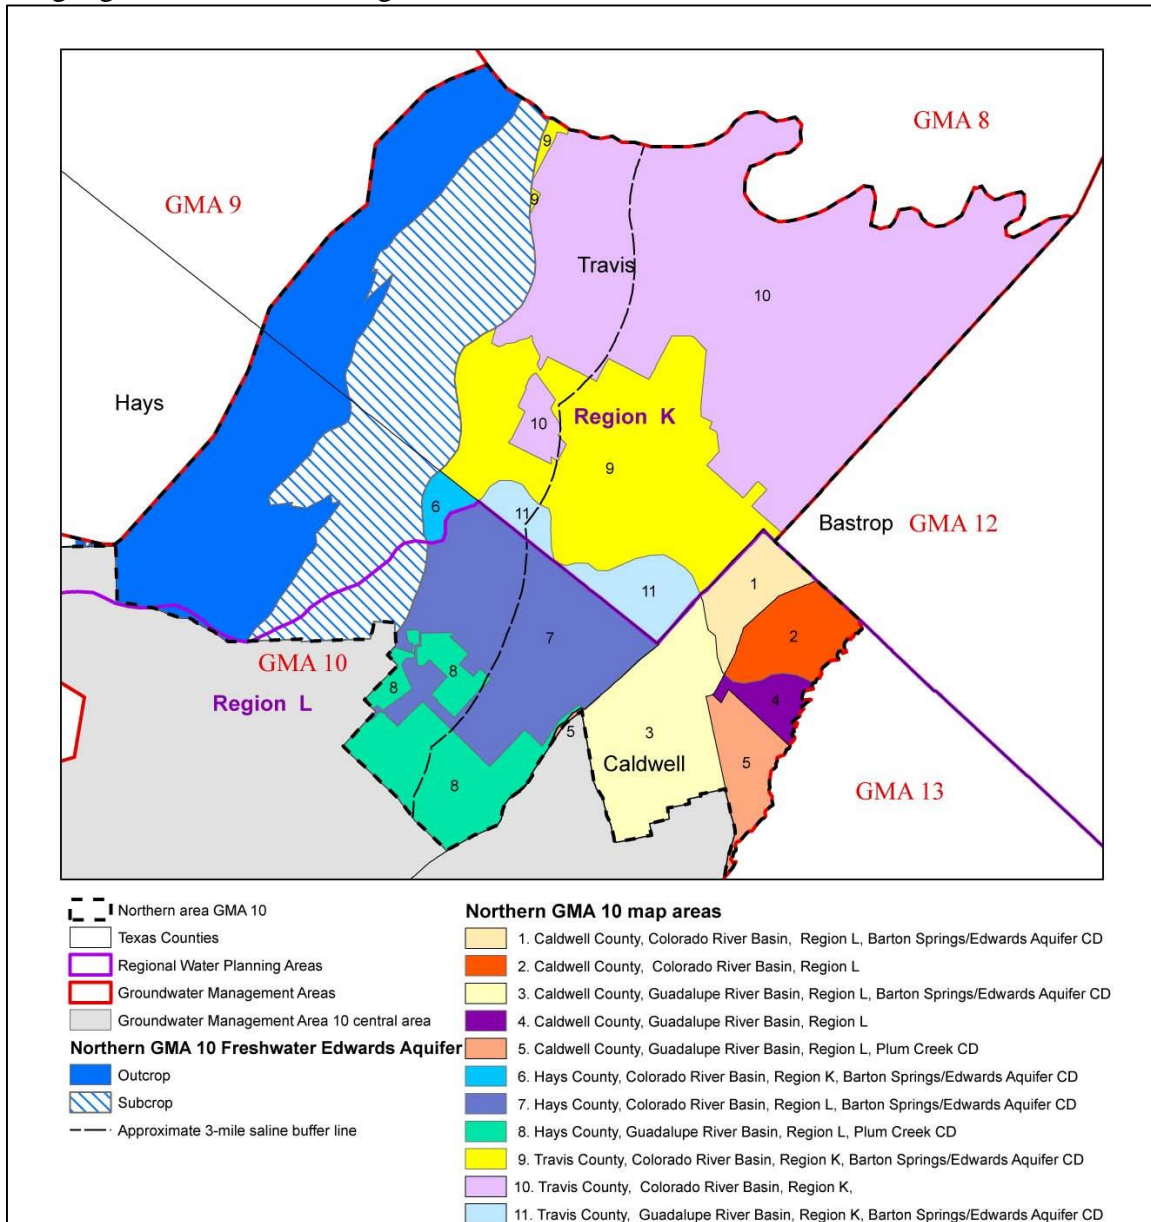 GMA 8
9
GMA 9
9
Travis
10
Hays
10
Region K
9
6
11
Bastrop GMA 12
11
1
2
7
GMA 10
8
8
4
Region L
5
3
5
Caldwell
8
GMA 13
Northern area GMA 10
Texas Counties
Regional Water Planning Areas
Groundwater Management Areas
Groundwater Management Area 10 central area
Northern GMA 10 Freshwater Edwards Aquifer
Outcrop
Subcrop
Approximate 3-mile saline buffer line
Northern GMA 10 map areas
1. Caldwell County, Colorado River Basin, Region L, Barton Springs/Edwards Aquifer CD
2. Caldwell County, Colorado River Basin, Region L
3. Caldwell County, Guadalupe River Basin, Region L, Barton Springs/Edwards Aquifer CD
4. Caldwell County, Guadalupe River Basin, Region L
5. Caldwell County, Guadalupe River Basin, Region L, Plum Creek CD
6. Hays County, Colorado River Basin, Region K, Barton Springs/Edwards Aquifer CD
7. Hays County, Colorado River Basin, Region L, Barton Springs/Edwards Aquifer CD
8. Hays County, Guadalupe River Basin, Region L, Plum Creek CD
9. Travis County, Colorado River Basin, Region K, Barton Springs/Edwards Aquifer CD
10. Travis County, Colorado River Basin, Region K,
11. Travis County, Guadalupe River Basin, Region K, Barton Springs/Edwards Aquifer CD